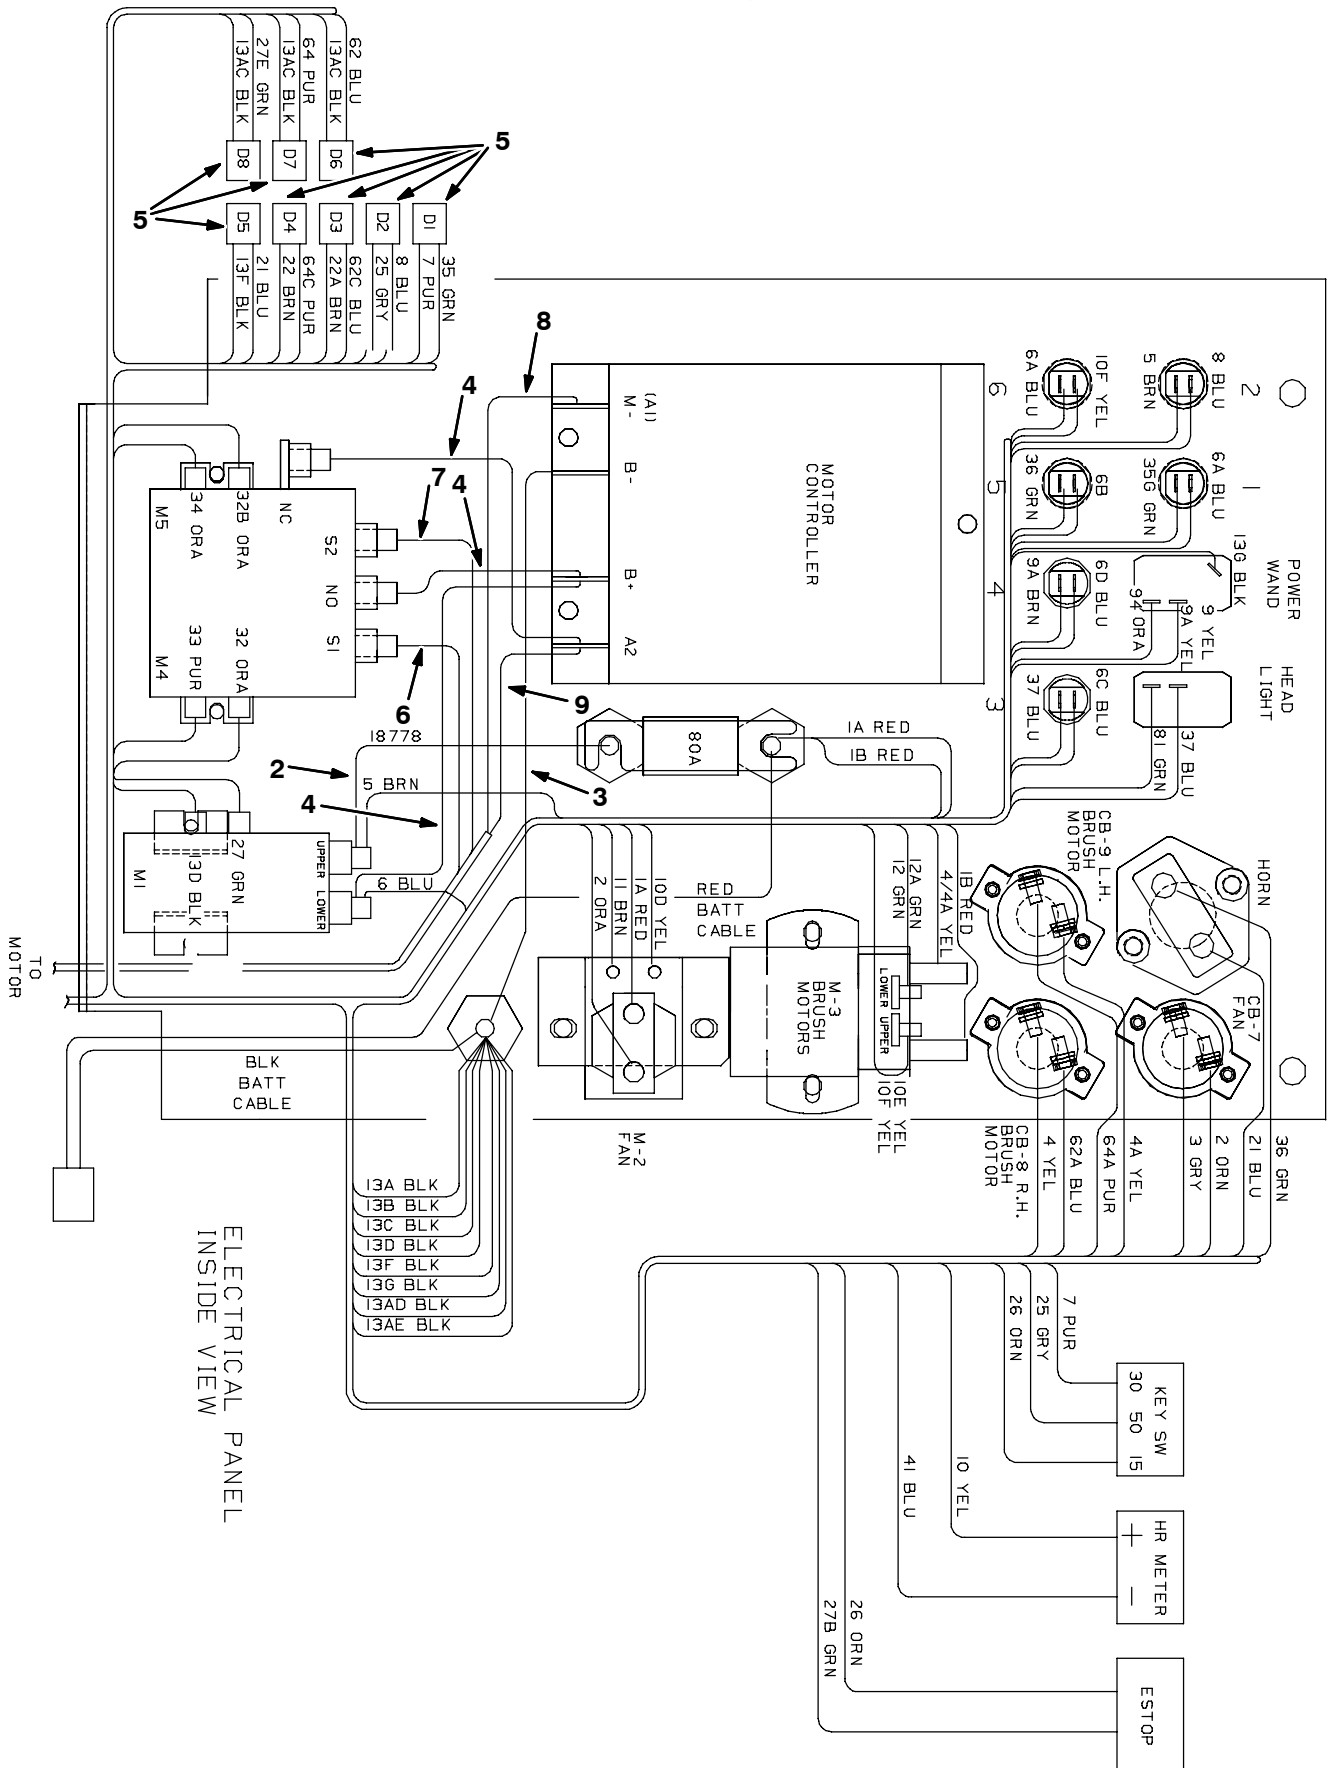 62 BLU
13AC BLK
64 PUR
13AC BLK
27E GRN
13AC BLK
D6
D7
D8
5
5
D1
D2
D3
D4
D5
35 GRN
7 PUR
8 BLU
25 GRY
62C BLU
22A BRN
64C PUR
22 BRN
21 BLU
13F BLK
8
4
7
4
(A1)
M-
B-
B+
A2
MOTOR
CONTROLLER
6
5
4
3
2
1
10F YEL
6A BLU
8 BLU
5 BRN
6B
36 GRN
6A BLU
35G GRN
13G BLK
POWER
WAND
6D BLU
9A BRN
9 YEL
9A YEL
94 ORA
HEAD
LIGHT
6C BLU
37 BLU
37 BLU
81 GRN
NC
32B ORA
34 ORA
M5
S2
NO
S1
32 ORA
33 PUR
M4
6
9
18778
2
5 BRN
4
3
80A
1A RED
1B RED
UPPER
LOWER
27 GRN
13D BLK
M1
6 BLU
TO
MOTOR
10D YEL
1A RED
11 BRN
2 ORA
RED
BATT
CABLE
12A GRN
12 GRN
1B RED
4/4A YEL
CB-9 L.H.
BRUSH
MOTOR
HORN
CB-7
FAN
M-3
BRUSH
MOTORS
LOWER
UPPER
10E YEL
10F YEL
M-2
FAN
BLK
BATT
CABLE
CB-8 R.H.
BRUSH
MOTOR
4 YEL
62A BLU
64A PUR
4A YEL
3 GRY
2 ORN
21 BLU
36 GRN
13A BLK
13B BLK
13C BLK
13D BLK
13F BLK
13G BLK
13AD BLK
13AE BLK
ELECTRICAL PANEL
INSIDE VIEW
7 PUR
25 GRY
26 ORN
KEY SW
30 50 15
10 YEL
41 BLU
HR METER
+ -
26 ORN
27B GRN
ESTOP